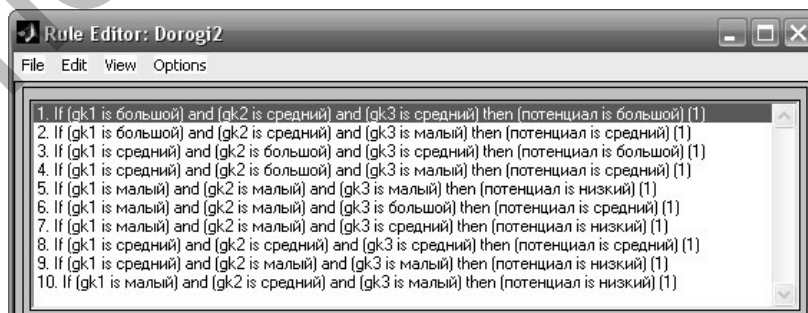 Rule Editor: Dorogi2
File Edit View Options
1. If (gk1 is большой) and (gk2 is средний) and (gk3 is средний) then (потенциал is большой) (1)
2. If (gk1 is большой) and (gk2 is средний) and (gk3 is малый) then (потенциал is средний) (1)
3. If (gk1 is средний) and (gk2 is большой) and (gk3 is средний) then (потенциал is большой) (1)
4. If (gk1 is средний) and (gk2 is большой) and (gk3 is малый) then (потенциал is средний) (1)
5. If (gk1 is малый) and (gk2 is малый) and (gk3 is малый) then (потенциал is низкий) (1)
6. If (gk1 is малый) and (gk2 is малый) and (gk3 is большой) then (потенциал is средний) (1)
7. If (gk1 is малый) and (gk2 is малый) and (gk3 is средний) then (потенциал is низкий) (1)
8. If (gk1 is средний) and (gk2 is средний) and (gk3 is средний) then (потенциал is средний) (1)
9. If (gk1 is средний) and (gk2 is малый) and (gk3 is малый) then (потенциал is низкий) (1)
10. If (gk1 is малый) and (gk2 is средний) and (gk3 is малый) then (потенциал is низкий) (1)